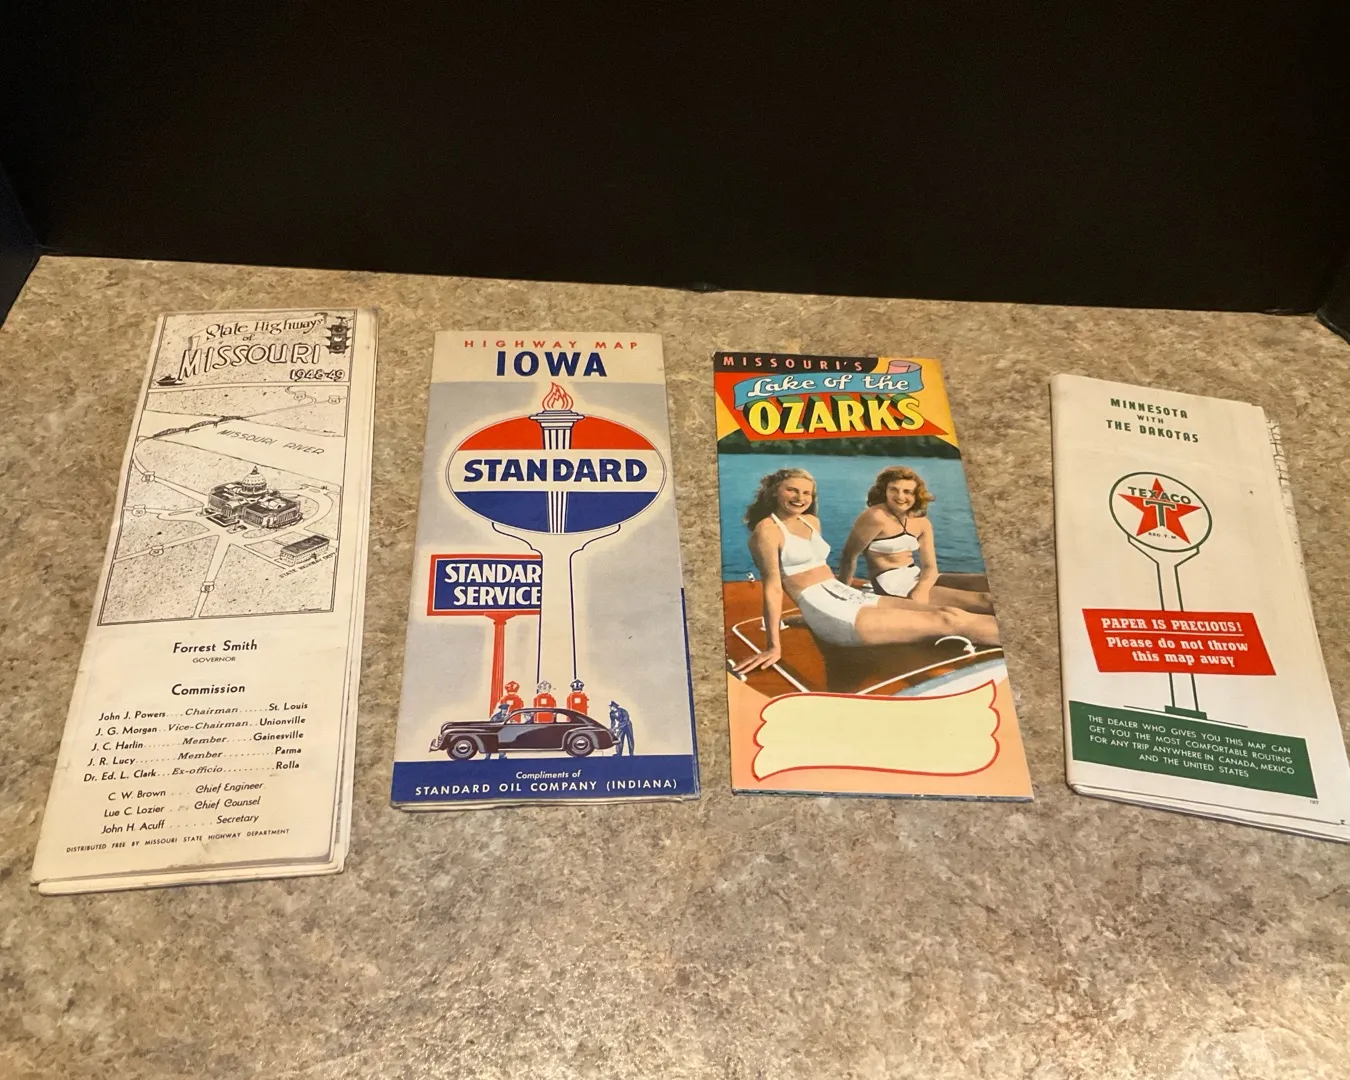 State Highways
of
MISSOURI
1948-49
MISSOURI RIVER
Forrest Smith
GOVERNOR
Commission
John J. Powers....Chairman......St. Louis
J. G. Morgan..Vice-Chairman..Unionville
J. C. Harlin........Member....Gainesville
J. R. Lucy........Member..........Parma
Dr. Ed. L. Clark...Ex-officio..........Rolla
C. W. Brown ... Chief Engineer
Lue C. Lozier .. Chief Counsel
John H. Acuff ...... Secretary
DISTRIBUTED FREE BY MISSOURI STATE HIGHWAY DEPARTMENT
HIGHWAY MAP
IOWA
STANDARD
STANDAR
SERVICE
Compliments of
STANDARD OIL COMPANY (INDIANA)
MISSOURI'S
Lake of the
OZARKS
MINNESOTA
WITH
THE DAKOTAS
TEXACO
T
REG. T. M.
PAPER IS PRECIOUS!
Please do not throw
this map away
THE DEALER WHO GIVES YOU THIS MAP CAN
GET YOU THE MOST COMFORTABLE ROUTING
FOR ANY TRIP ANYWHERE IN CANADA, MEXICO
AND THE UNITED STATES